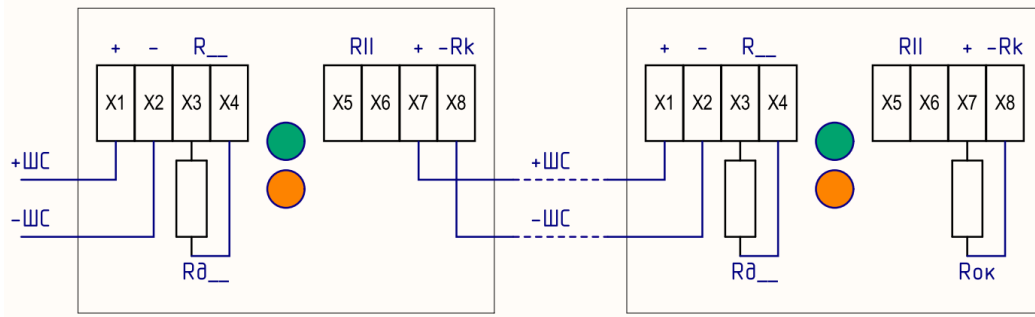 + - R__ RII + -Rk + - R__ RII + -Rk
X1 X2 X3 X4 X5 X6 X7 X8 X1 X2 X3 X4 X5 X6 X7 X8
+ШС +ШС
-ШС -ШС
Rд__ Rд__ Rок